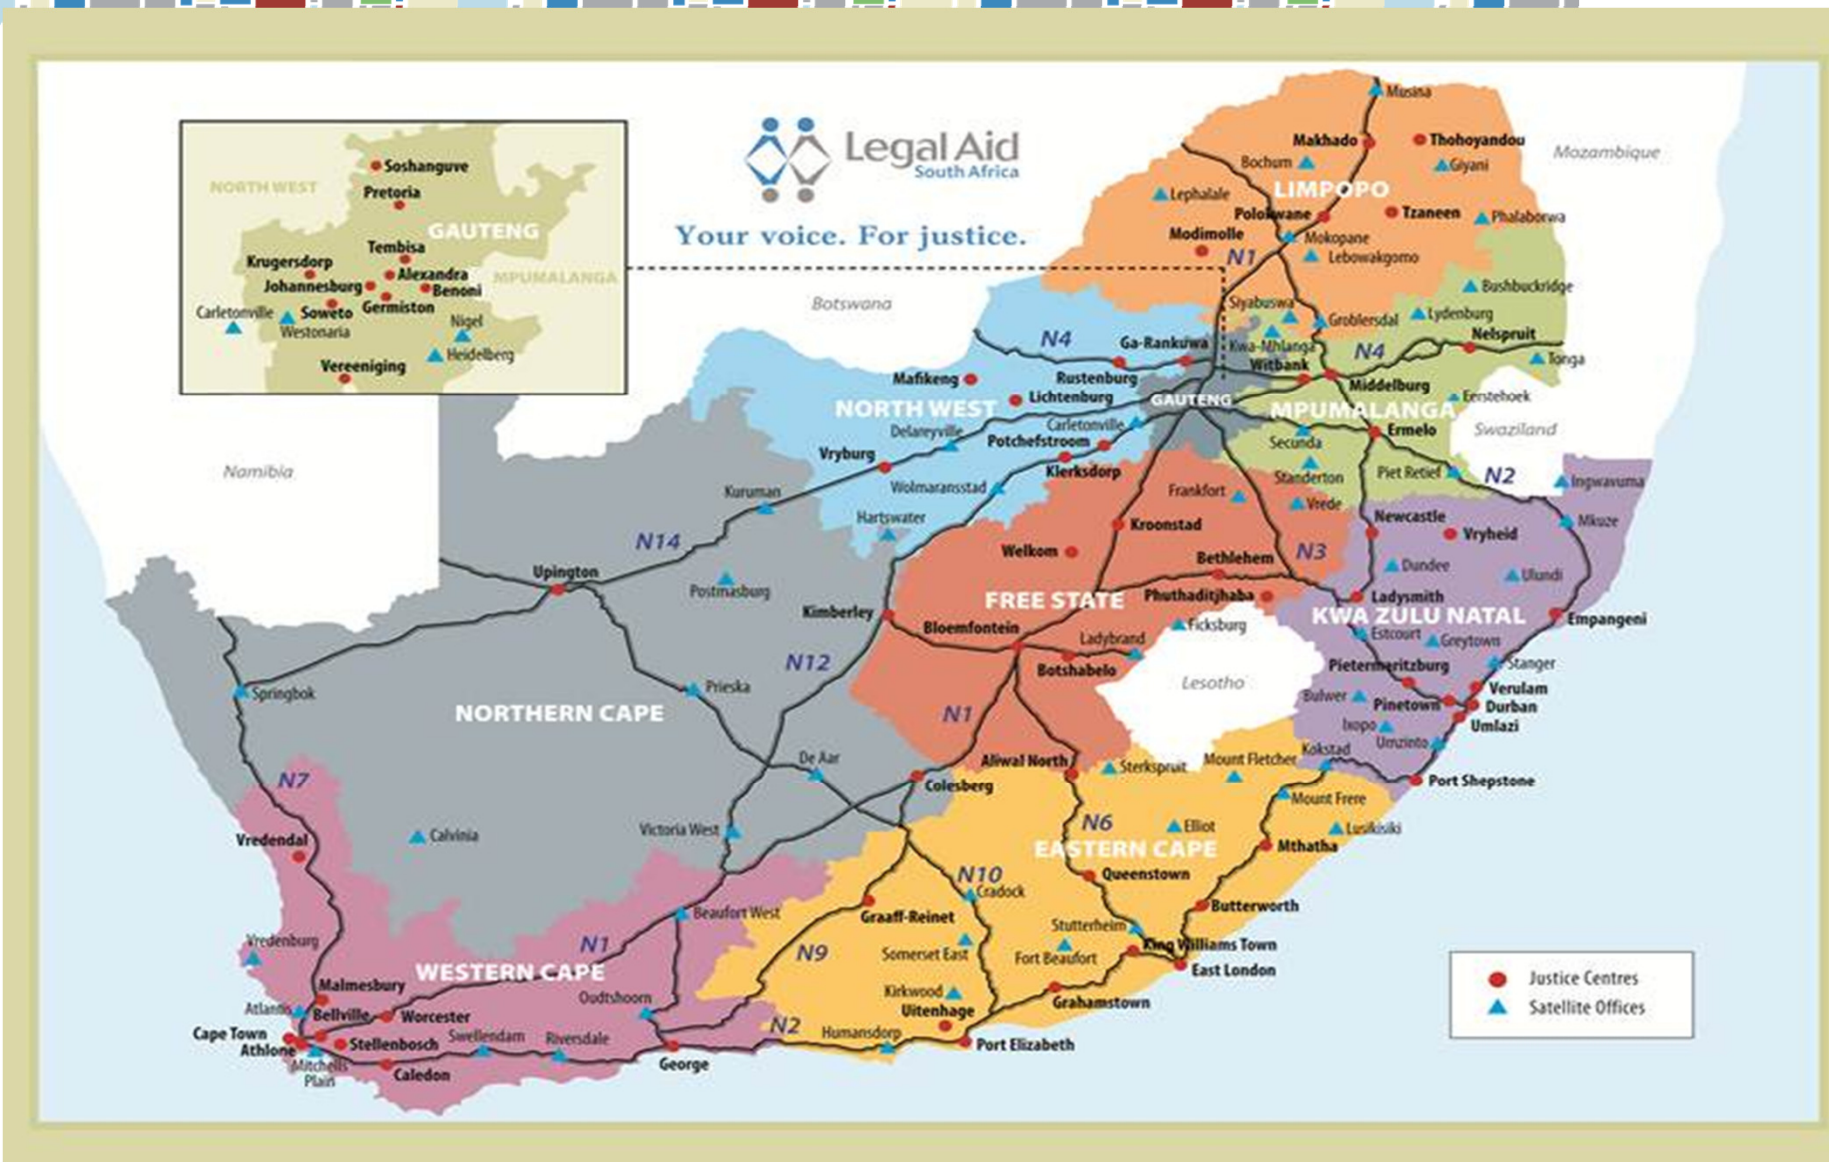 Legal Aid
South Africa
Your voice. For justice.
Soshanguve
NORTH WEST
Pretoria
GAUTENG
Tembisa
Krugersdorp
Alexandra
MPUMALANGA
Johannesburg
Benoni
Carletonville
Soweto
Germiston
Westonaria
Nigel
Heidelberg
Vereeniging
Musina
Makhado
Thohoyandou
Mozambique
Bochum
Giyani
LIMPOPO
Lephalale
Polokwane
Tzaneen
Phalaborwa
Modimolle
Mokopane
N1
Lebowakgomo
Bushbuckridge
Botswana
Siyabuswa
Groblersdal
Lydenburg
N4
Ga-Rankuwa
Kwa-Mhlanga
N4
Nelspruit
Tonga
Mafikeng
Rustenburg
Witbank
Middelburg
Lichtenburg
GAUTENG
Eerstehoek
NORTH WEST
MPUMALANGA
Delareyville
Carletonville
Ermelo
Swaziland
Potchefstroom
Secunda
Vryburg
Klerksdorp
Standerton
Piet Retief
N2
Namibia
Kuruman
Wolmaransstad
Frankfort
Vrede
Ingwavuma
Hartswater
Kroonstad
Newcastle
Mkuze
N14
Vryheid
Welkom
Bethlehem
N3
Upington
Postmasburg
Dundee
Ulundi
FREE STATE
Phuthaditjhaba
Ladysmith
Kimberley
KWA ZULU NATAL
Empangeni
Bloemfontein
Ladybrand
Ficksburg
Estcourt
Greytown
N12
Botshabelo
Pietermaritzburg
Stanger
Springbok
Prieska
Lesotho
Bulwer
Verulam
Pinetown
Durban
NORTHERN CAPE
N1
Ixopo
Umlazi
Umzinto
De Aar
Aliwal North
Sterkspruit
Mount Fletcher
Kokstad
N7
Colesberg
Port Shepstone
Mount Frere
Vredendal
Calvinia
Victoria West
N6
Elliot
Lusikisiki
EASTERN CAPE
Mthatha
N10
Queenstown
Cradock
Beaufort West
Graaff-Reinet
Butterworth
Vredenburg
N1
N9
Somerset East
Stutterheim
King Williams Town
Fort Beaufort
WESTERN CAPE
East London
Malmesbury
Oudtshoorn
Kirkwood
Grahamstown
Atlantis
Bellville
Worcester
Uitenhage
Cape Town
Swellendam
Riversdale
N2
Humansdorp
Athlone
Stellenbosch
Port Elizabeth
Mitchells
Plain
Caledon
George
Justice Centres
Satellite Offices